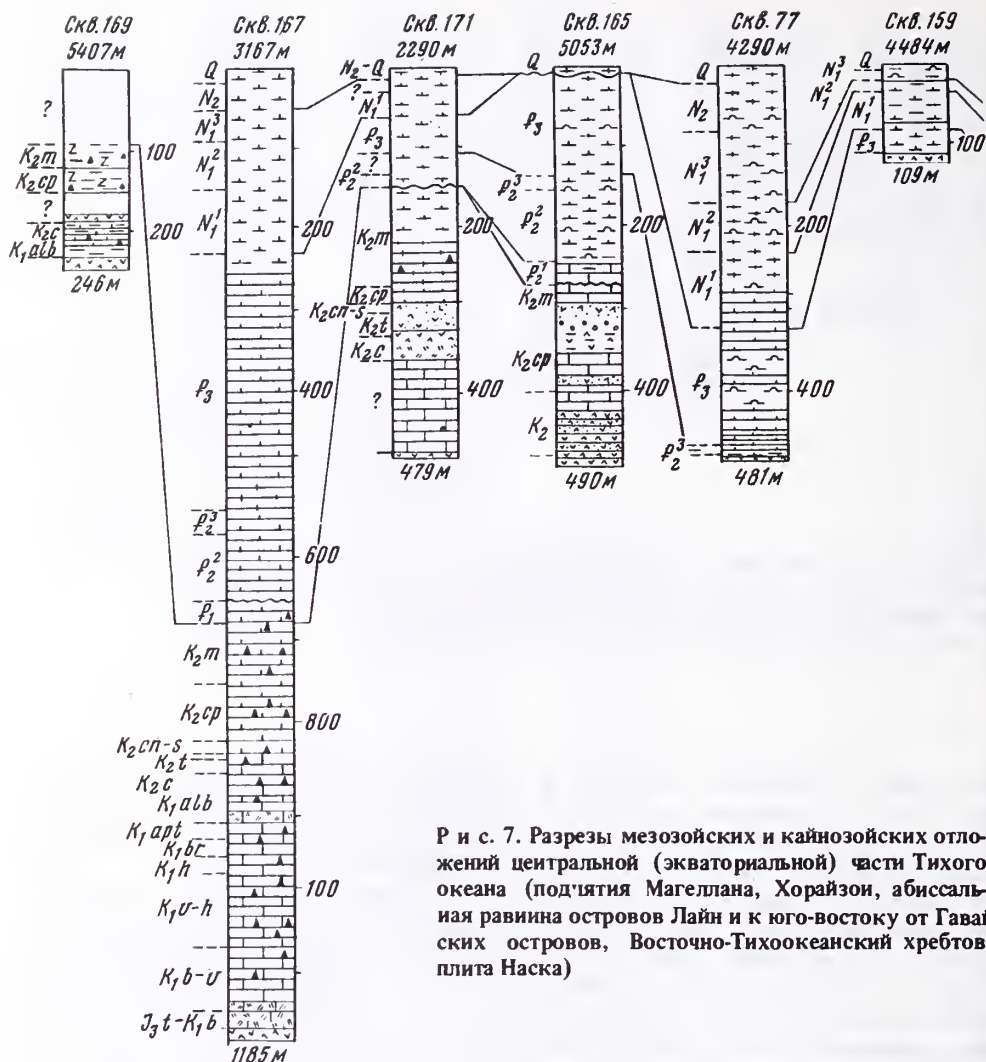 Скв. 169
5407м
?
K₂m
K₂cp
?
K₂c
K₁alb
100
200
246м
Скв. 167
3167м
Q
N₂
N₁³
N₁²
N₁¹
P₃
P₂³
P₂²
P₁
K₂m
K₂cp
K₂cn-s
K₂t
K₂c
K₁alb
K₁apt
K₁br
K₁h
K₁v-h
K₁b-v
J₃t-K₁b
200
400
600
800
100
1185м
Скв. 171
2290м
N₂-Q
?
N₁¹
P₃
?
P₂²
K₂m
K₂cp
K₂cn-s
K₂t
K₂c
?
200
400
479м
Скв. 165
5053м
Q
P₃
P₂³
P₂²
P₂¹
K₂m
K₂cp
K₂
200
400
490м
Скв. 77
4290м
Q
N₂
N₁³
N₁²
N₁¹
P₃
P₂³
200
400
481м
Скв. 159
4484м
Q
N₁³
N₁²
N₁¹
P₃
100
109м
Р и с. 7. Разрезы мезозойских и кайнозойских отло-
жений центральной (экваториальной) части Тихого
океана (поднятия Магеллана, Хорайзон, абиссаль-
ная равнина островов Лайн и к юго-востоку от Гавай
ских островов, Восточно-Тихоокеанский хребтов
плита Наска)